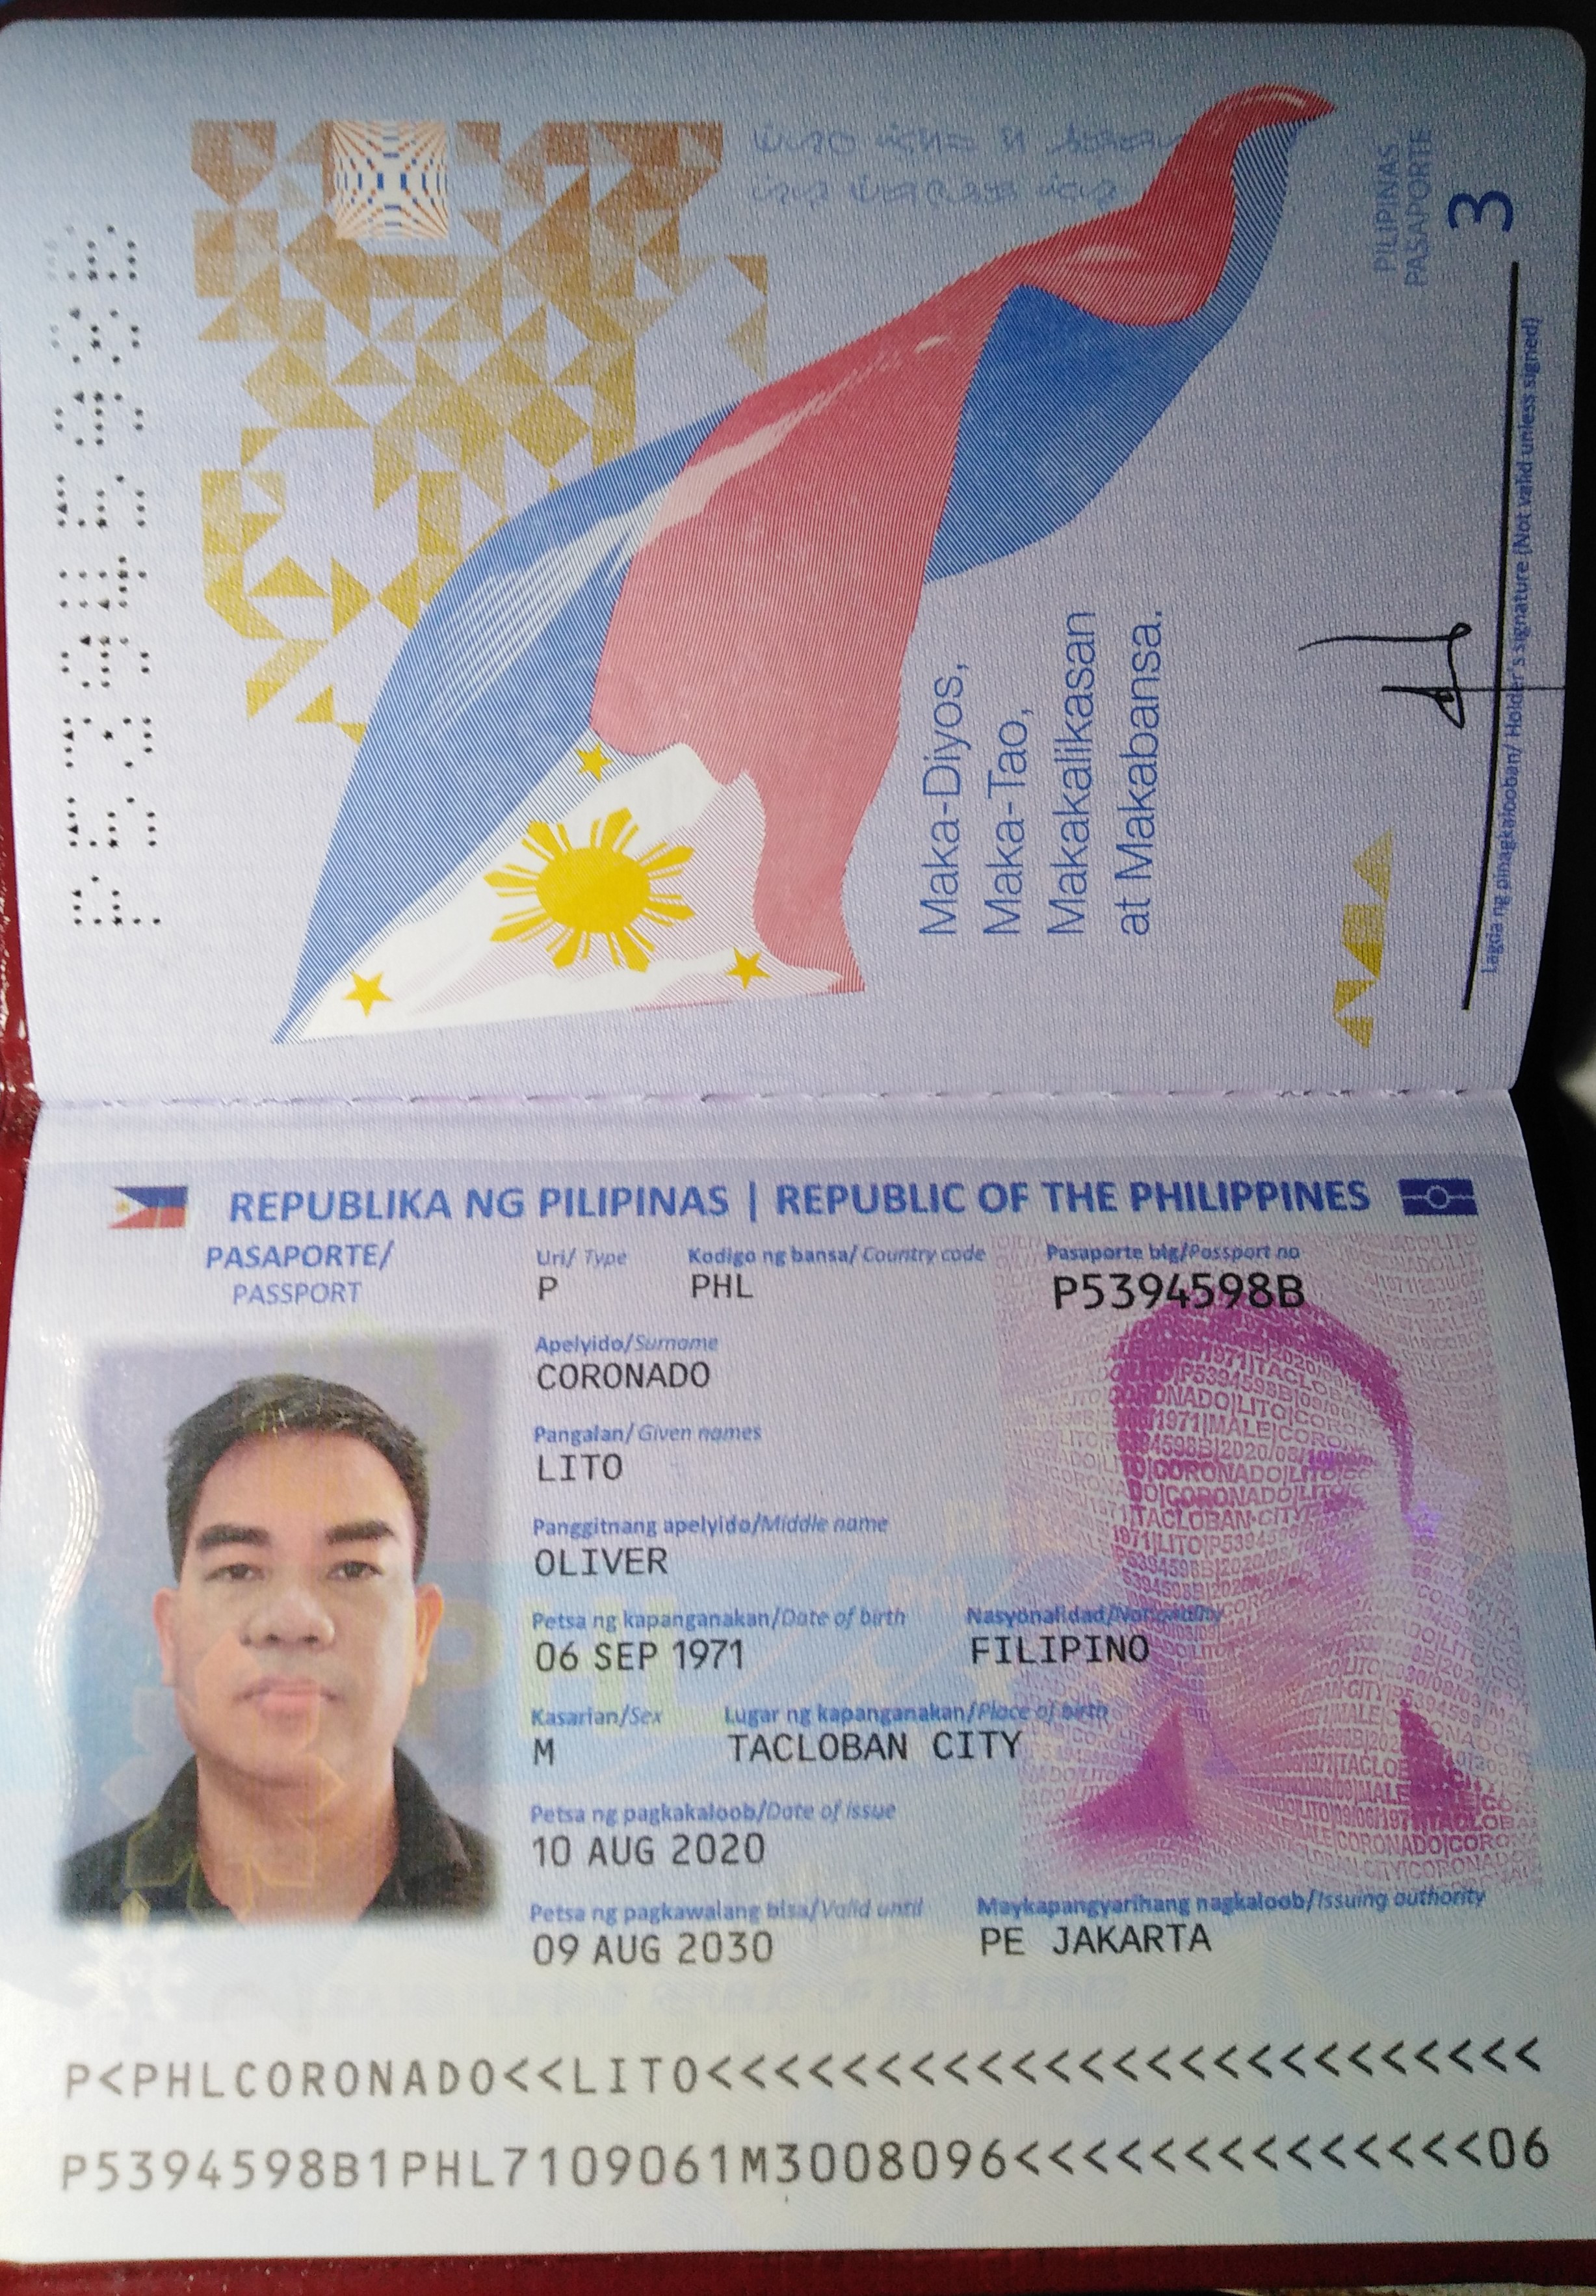 P5394598B
PILIPINAS
PASAPORTE
3
Maka-Diyos,
Maka-Tao,
Makakalikasan
at Makabansa.
Lagda ng pinagkalooban/ Holder's signature (Not valid unless signed)
REPUBLIKA NG PILIPINAS | REPUBLIC OF THE PHILIPPINES
PASAPORTE/
PASSPORT
Uri/ Type
Kodigo ng bansa/ Country code
Pasaporte blg/Passport no
P
PHL
P5394598B
Apelyido/Surname
CORONADO
Pangalan/ Given names
LITO
Panggitnang apelyido/Middle name
OLIVER
Petsa ng kapanganakan/Date of birth
Nasyonalidad/Nationality
06 SEP 1971
FILIPINO
Kasarian/Sex
Lugar ng kapanganakan/Place of birth
M
TACLOBAN CITY
Petsa ng pagkakaloob/Date of issue
10 AUG 2020
Petsa ng pagkawalang bisa/Valid until
Maykapangyarihang nagkaloob/Issuing authority
09 AUG 2030
PE JAKARTA
P<PHLCORONADO<<LITO<<<<<<<<<<<<<<<<<<<<<<<<<
P5394598B1PHL7109061M3008096<<<<<<<<<<<<<<06